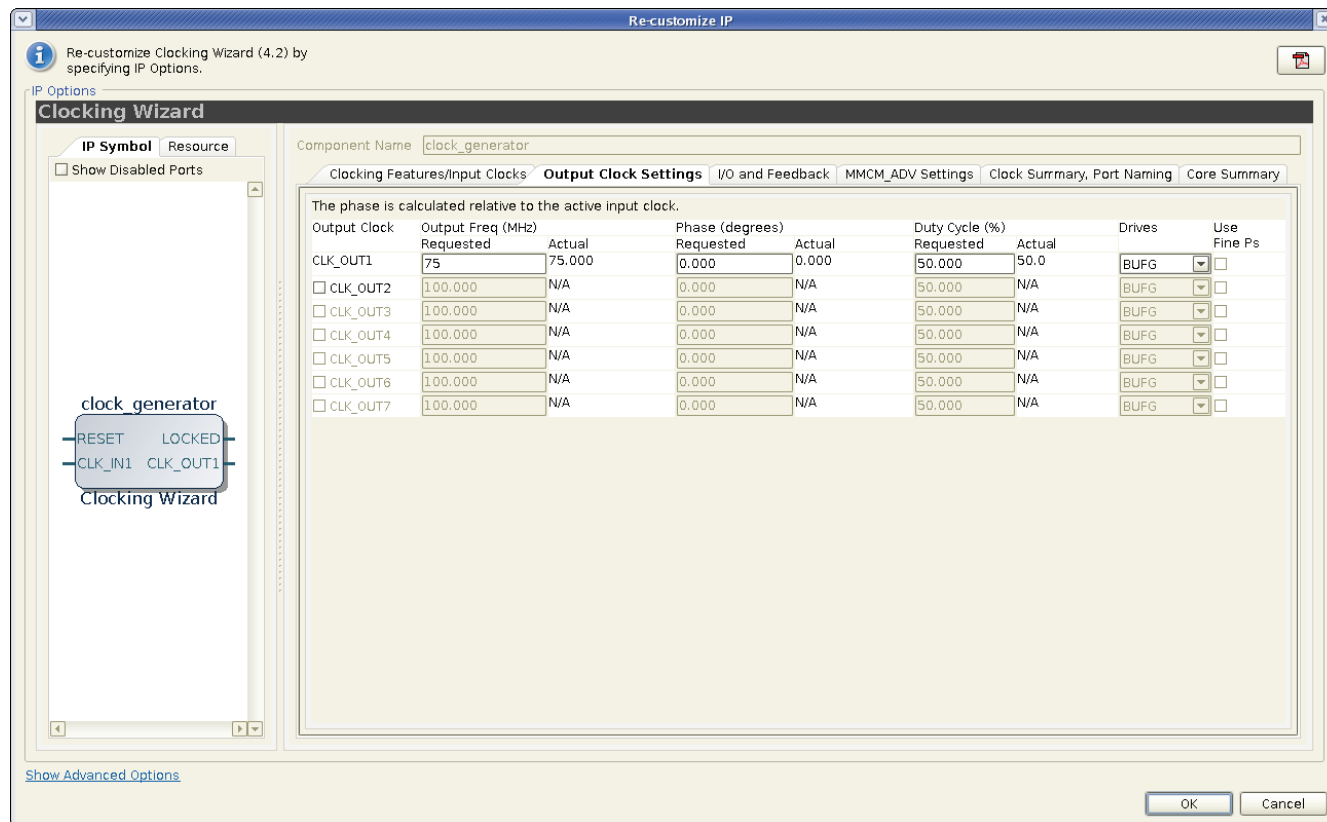 Re-customize IP
Re-customize Clocking Wizard (4.2) by
specifying IP Options.
IP Options
Clocking Wizard
IP Symbol Resource
Show Disabled Ports
clock_generator
RESET LOCKED
CLK_IN1 CLK_OUT1
Clocking Wizard
Component Name clock_generator
Clocking Features/Input Clocks Output Clock Settings I/O and Feedback MMCM_ADV Settings Clock Summary, Port Naming Core Summary
The phase is calculated relative to the active input clock.
Output Clock Output Freq (MHz) Phase (degrees) Duty Cycle (%) Drives Use
Requested Actual Requested Actual Requested Actual Fine Ps
CLK_OUT1 75 75.000 0.000 0.000 50.000 50.0 BUFG
CLK_OUT2 100.000 N/A 0.000 N/A 50.000 N/A BUFG
CLK_OUT3 100.000 N/A 0.000 N/A 50.000 N/A BUFG
CLK_OUT4 100.000 N/A 0.000 N/A 50.000 N/A BUFG
CLK_OUT5 100.000 N/A 0.000 N/A 50.000 N/A BUFG
CLK_OUT6 100.000 N/A 0.000 N/A 50.000 N/A BUFG
CLK_OUT7 100.000 N/A 0.000 N/A 50.000 N/A BUFG
Show Advanced Options
OK Cancel